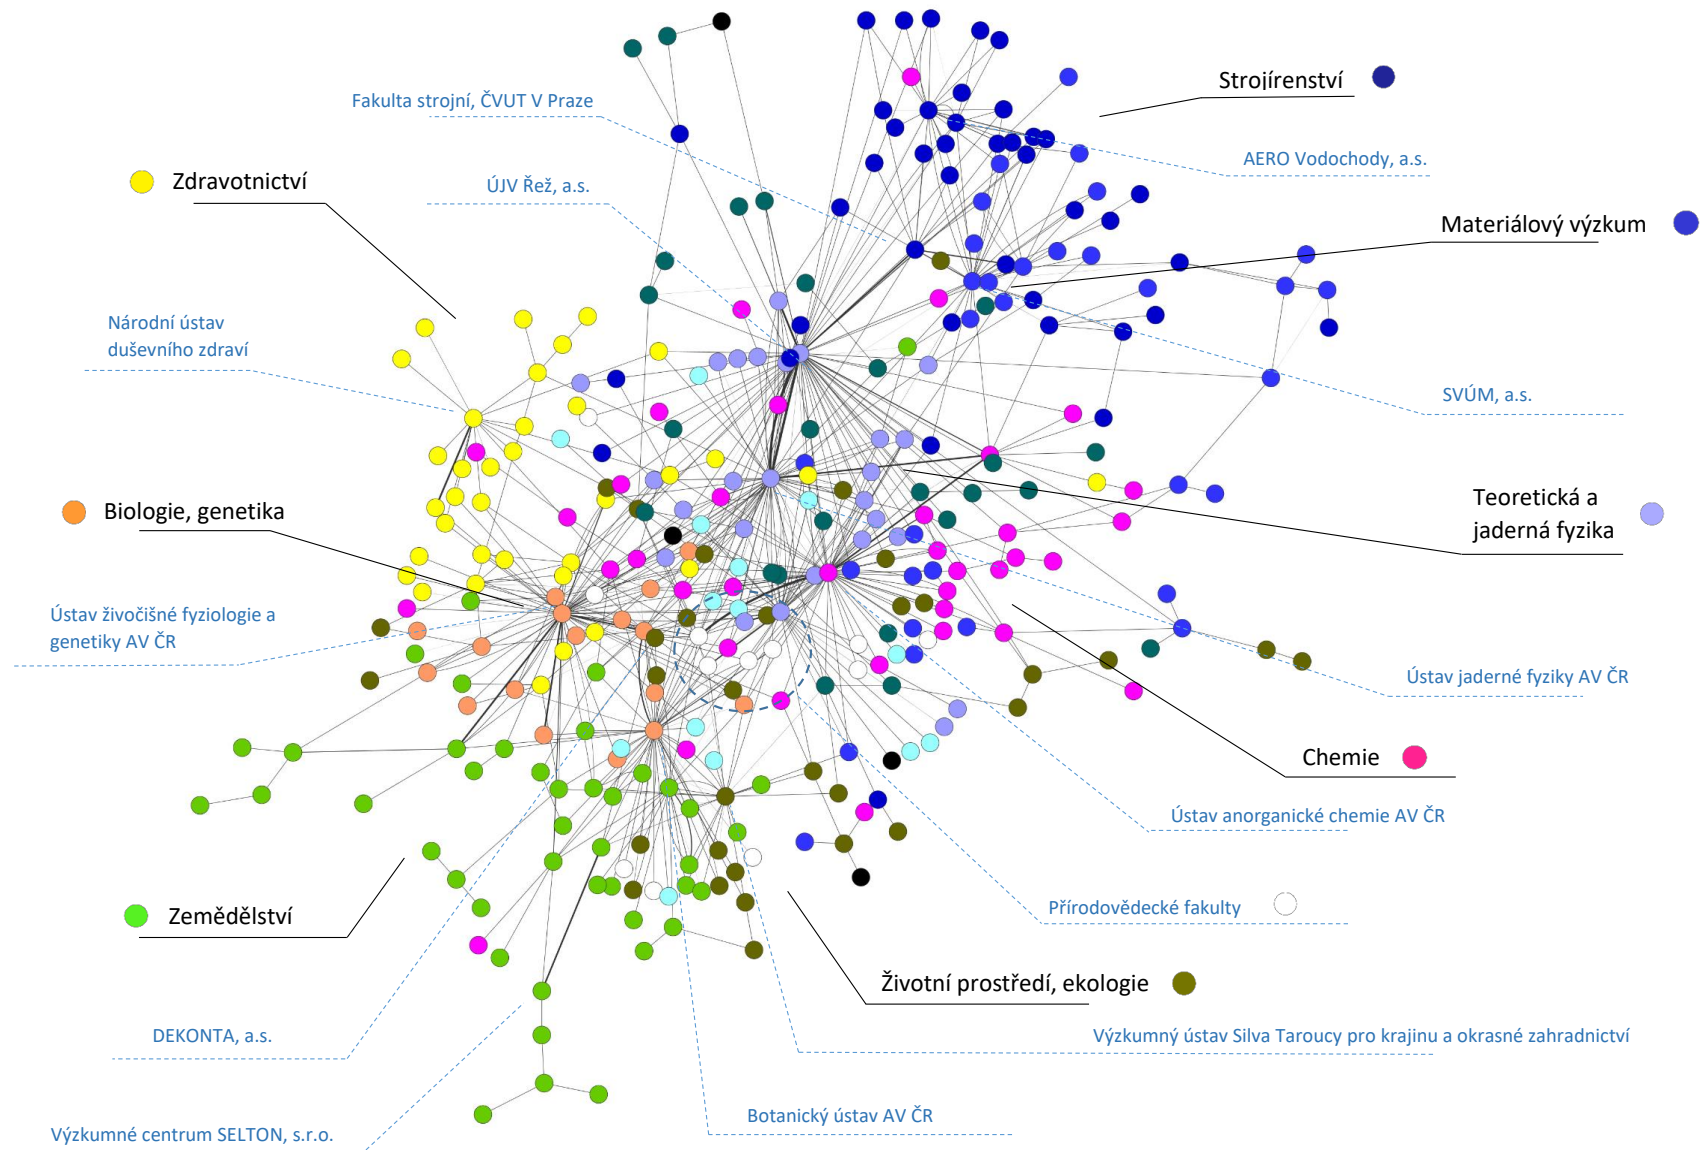 Strojírenství
Fakulta strojní, ČVUT V Praze
AERO Vodochody, a.s.
Zdravotnictví
ÚJV Řež, a.s.
Materiálový výzkum
Národní ústav
duševního zdraví
SVÚM, a.s.
Biologie, genetika
Teoretická a
jaderná fyzika
Ústav živočišné fyziologie a
genetiky AV ČR
Ústav jaderné fyziky AV ČR
Chemie
Ústav anorganické chemie AV ČR
Přírodovědecké fakulty
Zemědělství
Životní prostředí, ekologie
DEKONTA, a.s.
Výzkumný ústav Silva Taroucy pro krajinu a okrasné zahradnictví
Botanický ústav AV ČR
Výzkumné centrum SELTON, s.r.o.